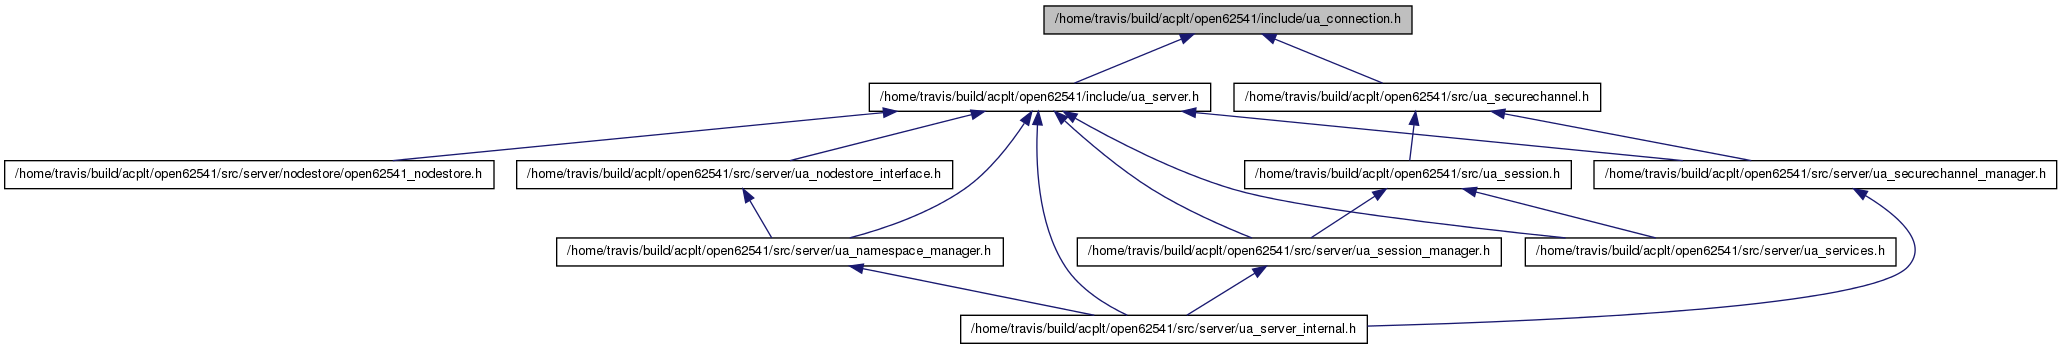 /home/travis/build/acplt/open62541/include/ua_connection.h
/home/travis/build/acplt/open62541/include/ua_server.h
/home/travis/build/acplt/open62541/src/ua_securechannel.h
/home/travis/build/acplt/open62541/src/server/nodestore/open62541_nodestore.h
/home/travis/build/acplt/open62541/src/server/ua_nodestore_interface.h
/home/travis/build/acplt/open62541/src/ua_session.h
/home/travis/build/acplt/open62541/src/server/ua_securechannel_manager.h
/home/travis/build/acplt/open62541/src/server/ua_namespace_manager.h
/home/travis/build/acplt/open62541/src/server/ua_session_manager.h
/home/travis/build/acplt/open62541/src/server/ua_services.h
/home/travis/build/acplt/open62541/src/server/ua_server_internal.h